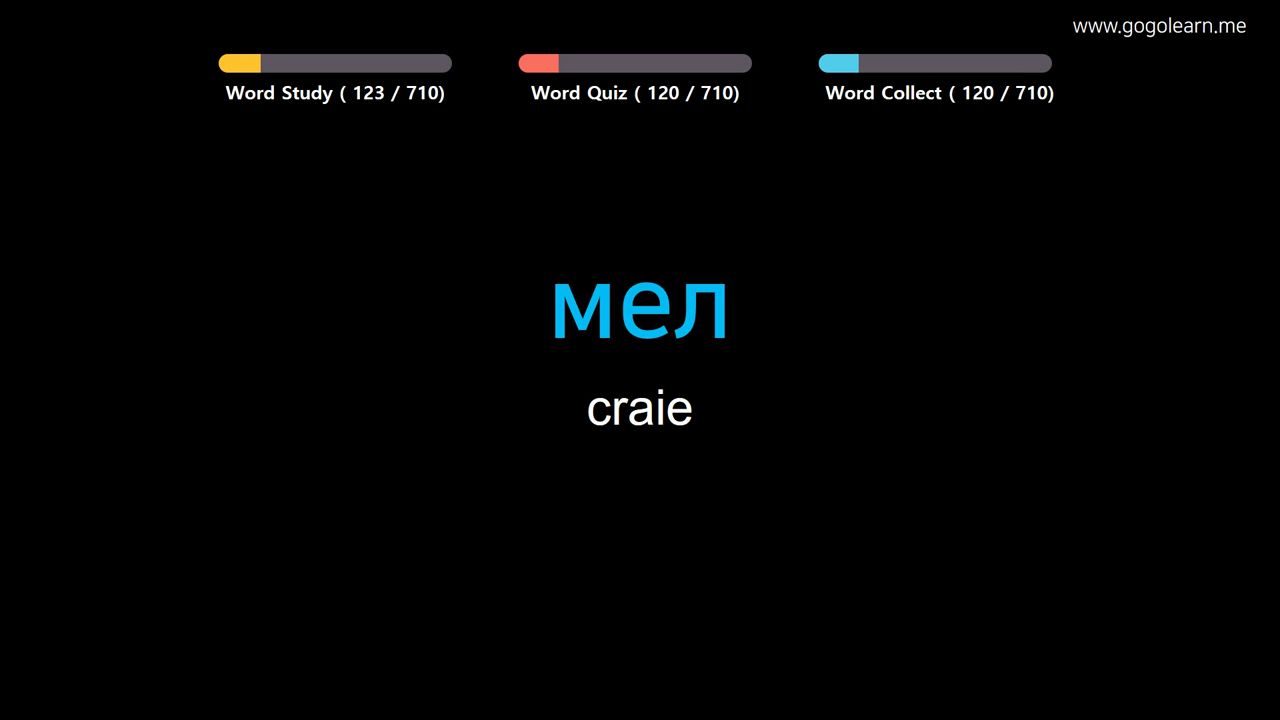 www.gogolearn.me
Word Study ( 123 / 710)
Word Quiz ( 120 / 710)
Word Collect ( 120 / 710)
мел
craie